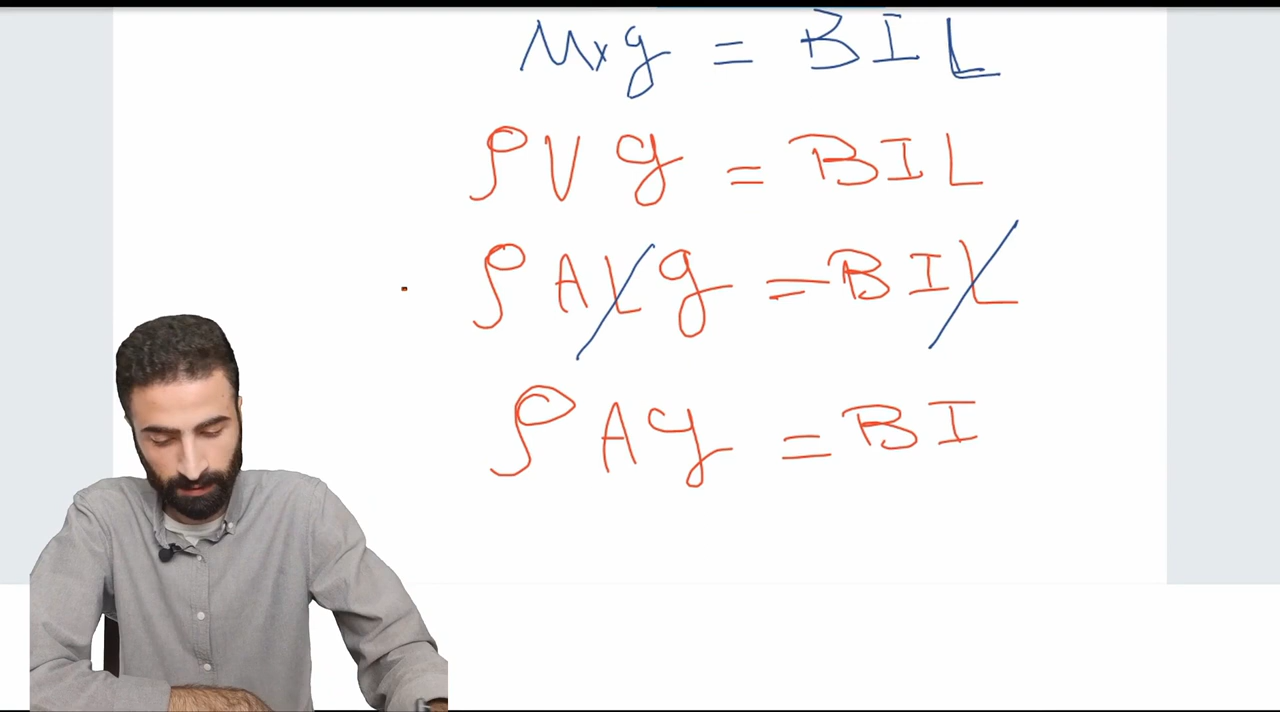 M×g = BIL
ρVg = BIL
ρALg = BIL
ρAg = BI